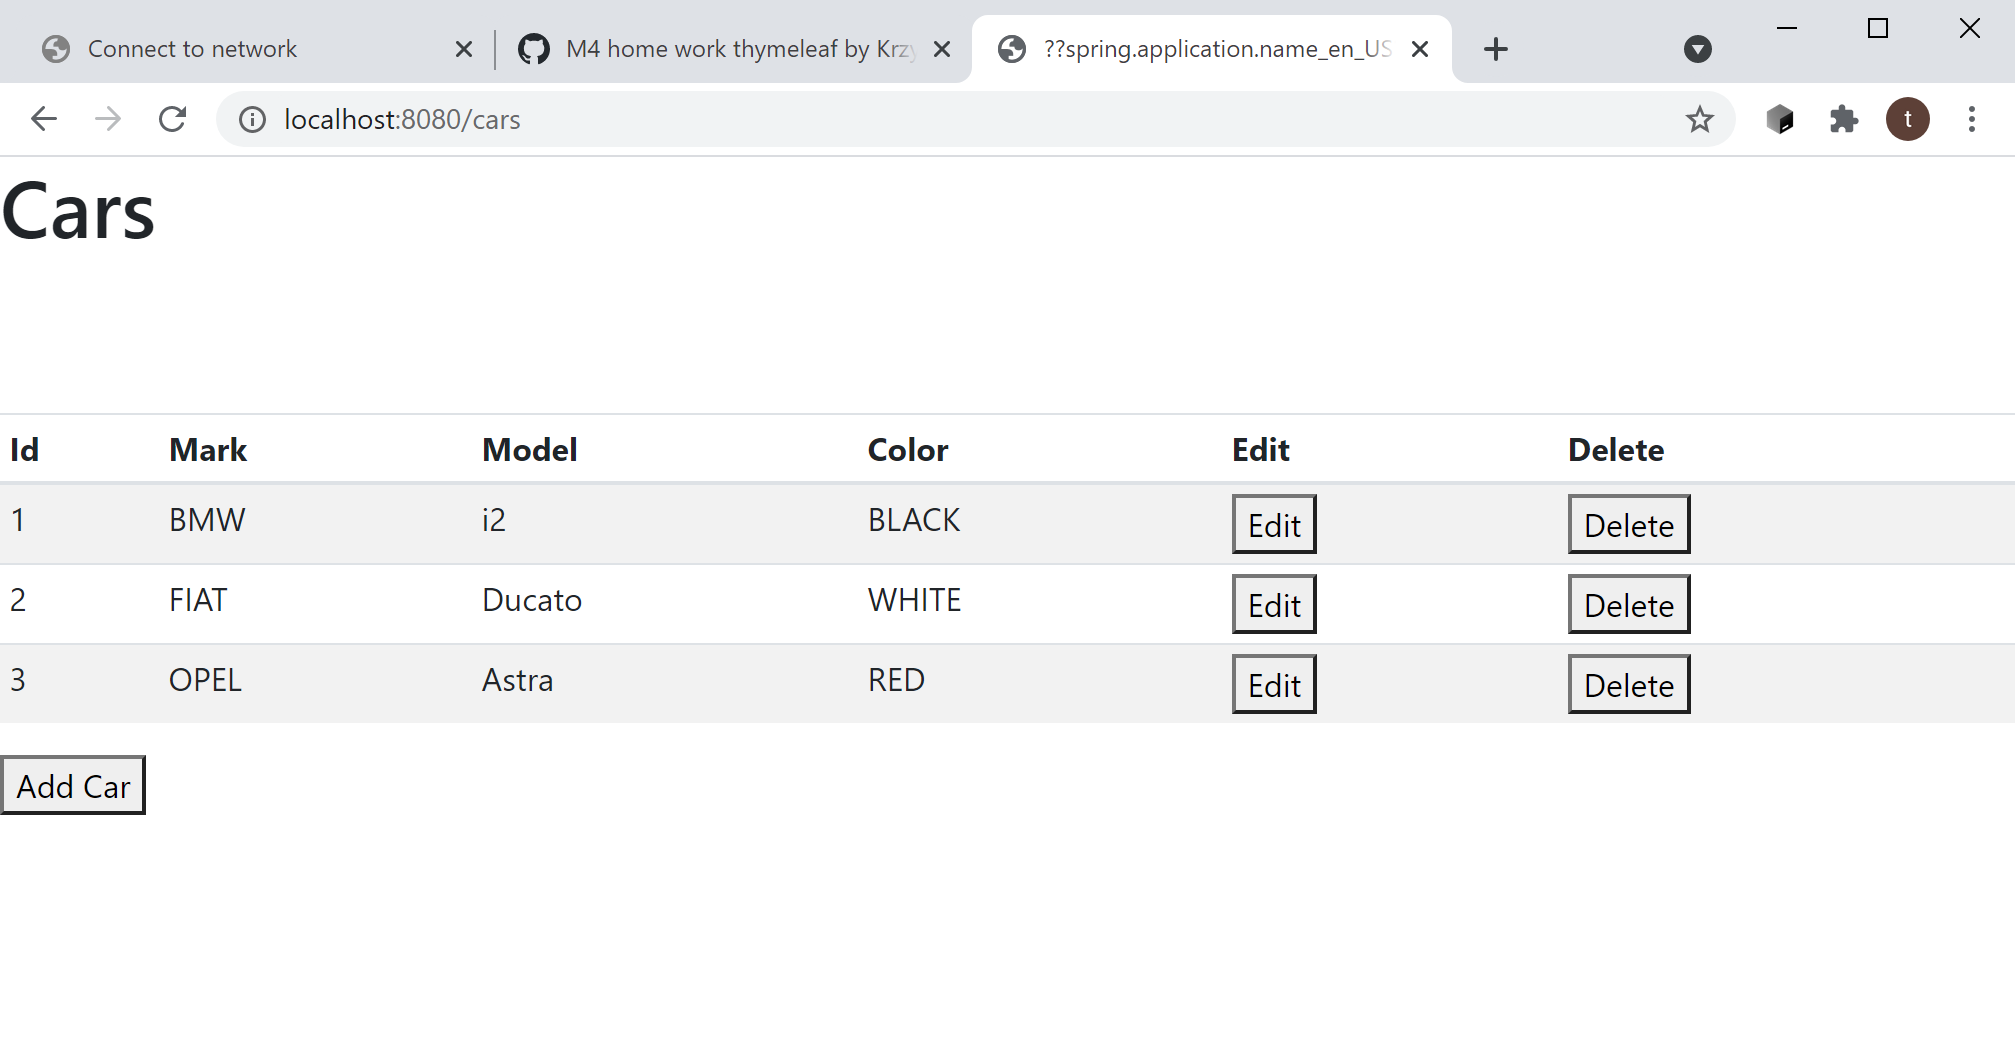 Connect to network
M4 home work thymeleaf by Krzy
??spring.application.name_en_US
localhost:8080/cars
t
Cars
Id Mark Model Color Edit Delete
1 BMW i2 BLACK Edit Delete
2 FIAT Ducato WHITE Edit Delete
3 OPEL Astra RED Edit Delete
Add Car